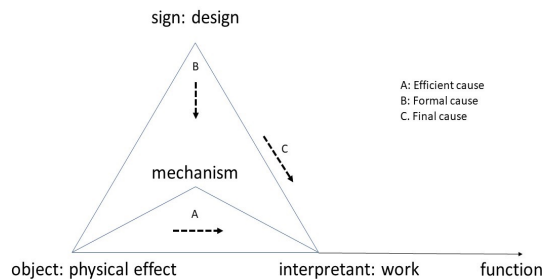 sign: design
B
A: Efficient cause
B: Formal cause
C. Final cause
C
mechanism
A
object: physical effect
interpretant: work
function